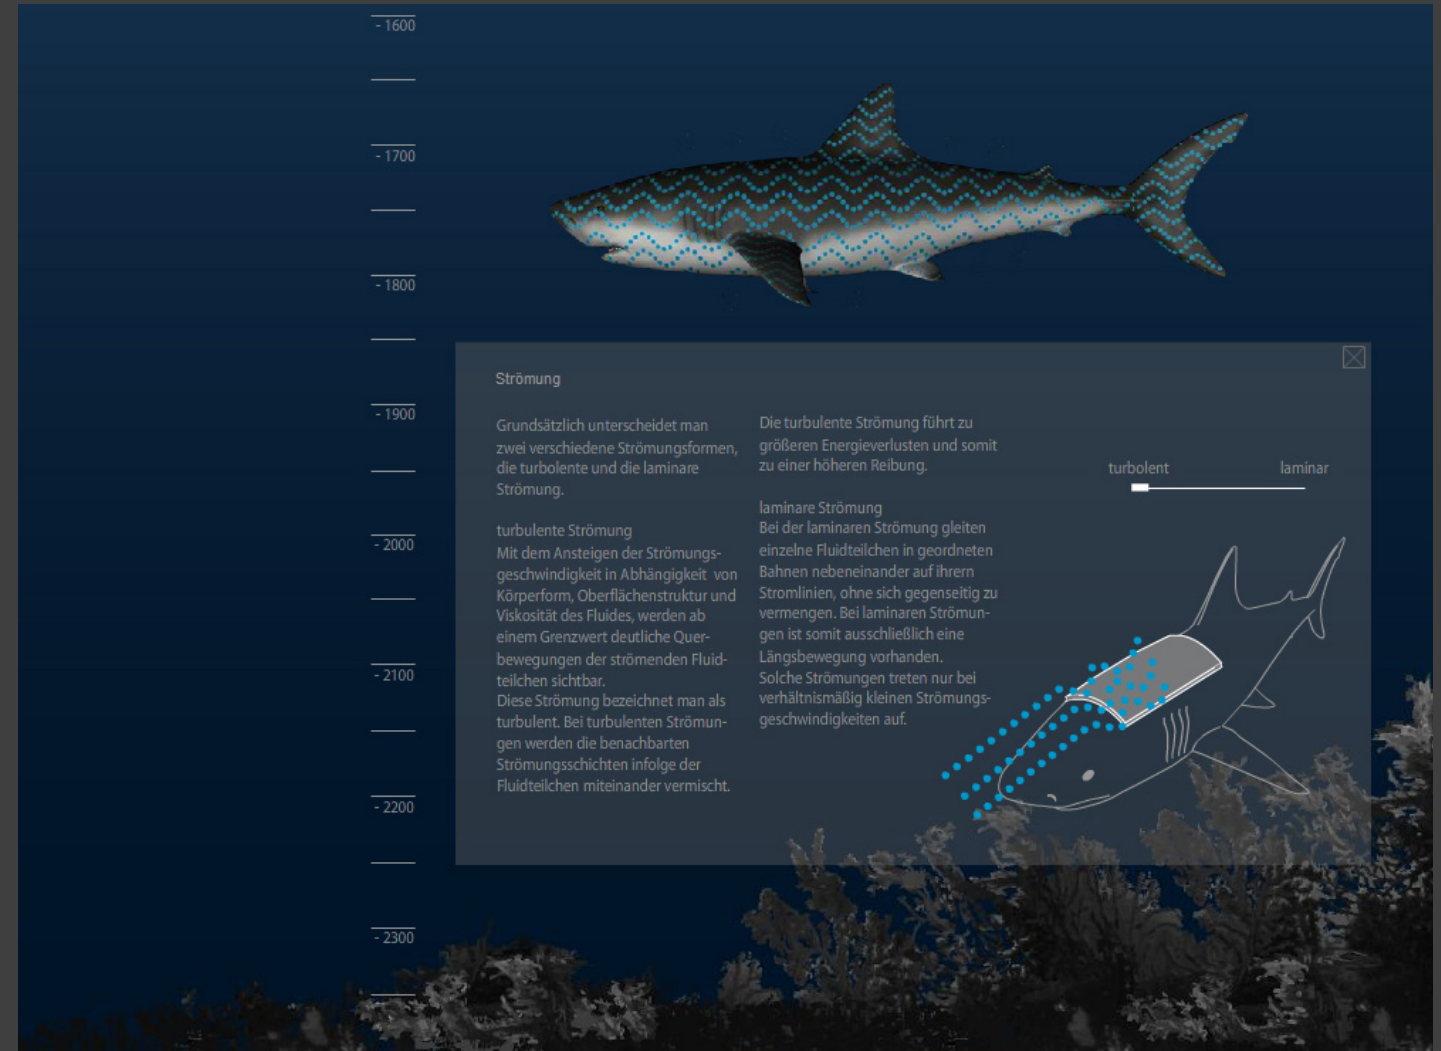 - 1600
- 1700
- 1800
- 1900
- 2000
- 2100
- 2200
- 2300
Strömung
Grundsätzlich unterscheidet man
zwei verschiedene Strömungsformen,
die turbolente und die laminare
Strömung.
turbulente Strömung
Mit dem Ansteigen der Strömungs-
geschwindigkeit in Abhängigkeit von
Körperform, Oberflächenstruktur und
Viskosität des Fluides, werden ab
einem Grenzwert deutliche Quer-
bewegungen der strömenden Fluid-
teilchen sichtbar.
Diese Strömung bezeichnet man als
turbulent. Bei turbulenten Strömun-
gen werden die benachbarten
Strömungsschichten infolge der
Fluidteilchen miteinander vermischt.
Die turbulente Strömung führt zu
größeren Energieverlusten und somit
zu einer höheren Reibung.
laminare Strömung
Bei der laminaren Strömung gleiten
einzelne Fluidteilchen in geordneten
Bahnen nebeneinander auf ihrern
Stromlinien, ohne sich gegenseitig zu
vermengen. Bei laminaren Strömun-
gen ist somit ausschließlich eine
Längsbewegung vorhanden.
Solche Strömungen treten nur bei
verhältnismäßig kleinen Strömungs-
geschwindigkeiten auf.
turbolent
laminar